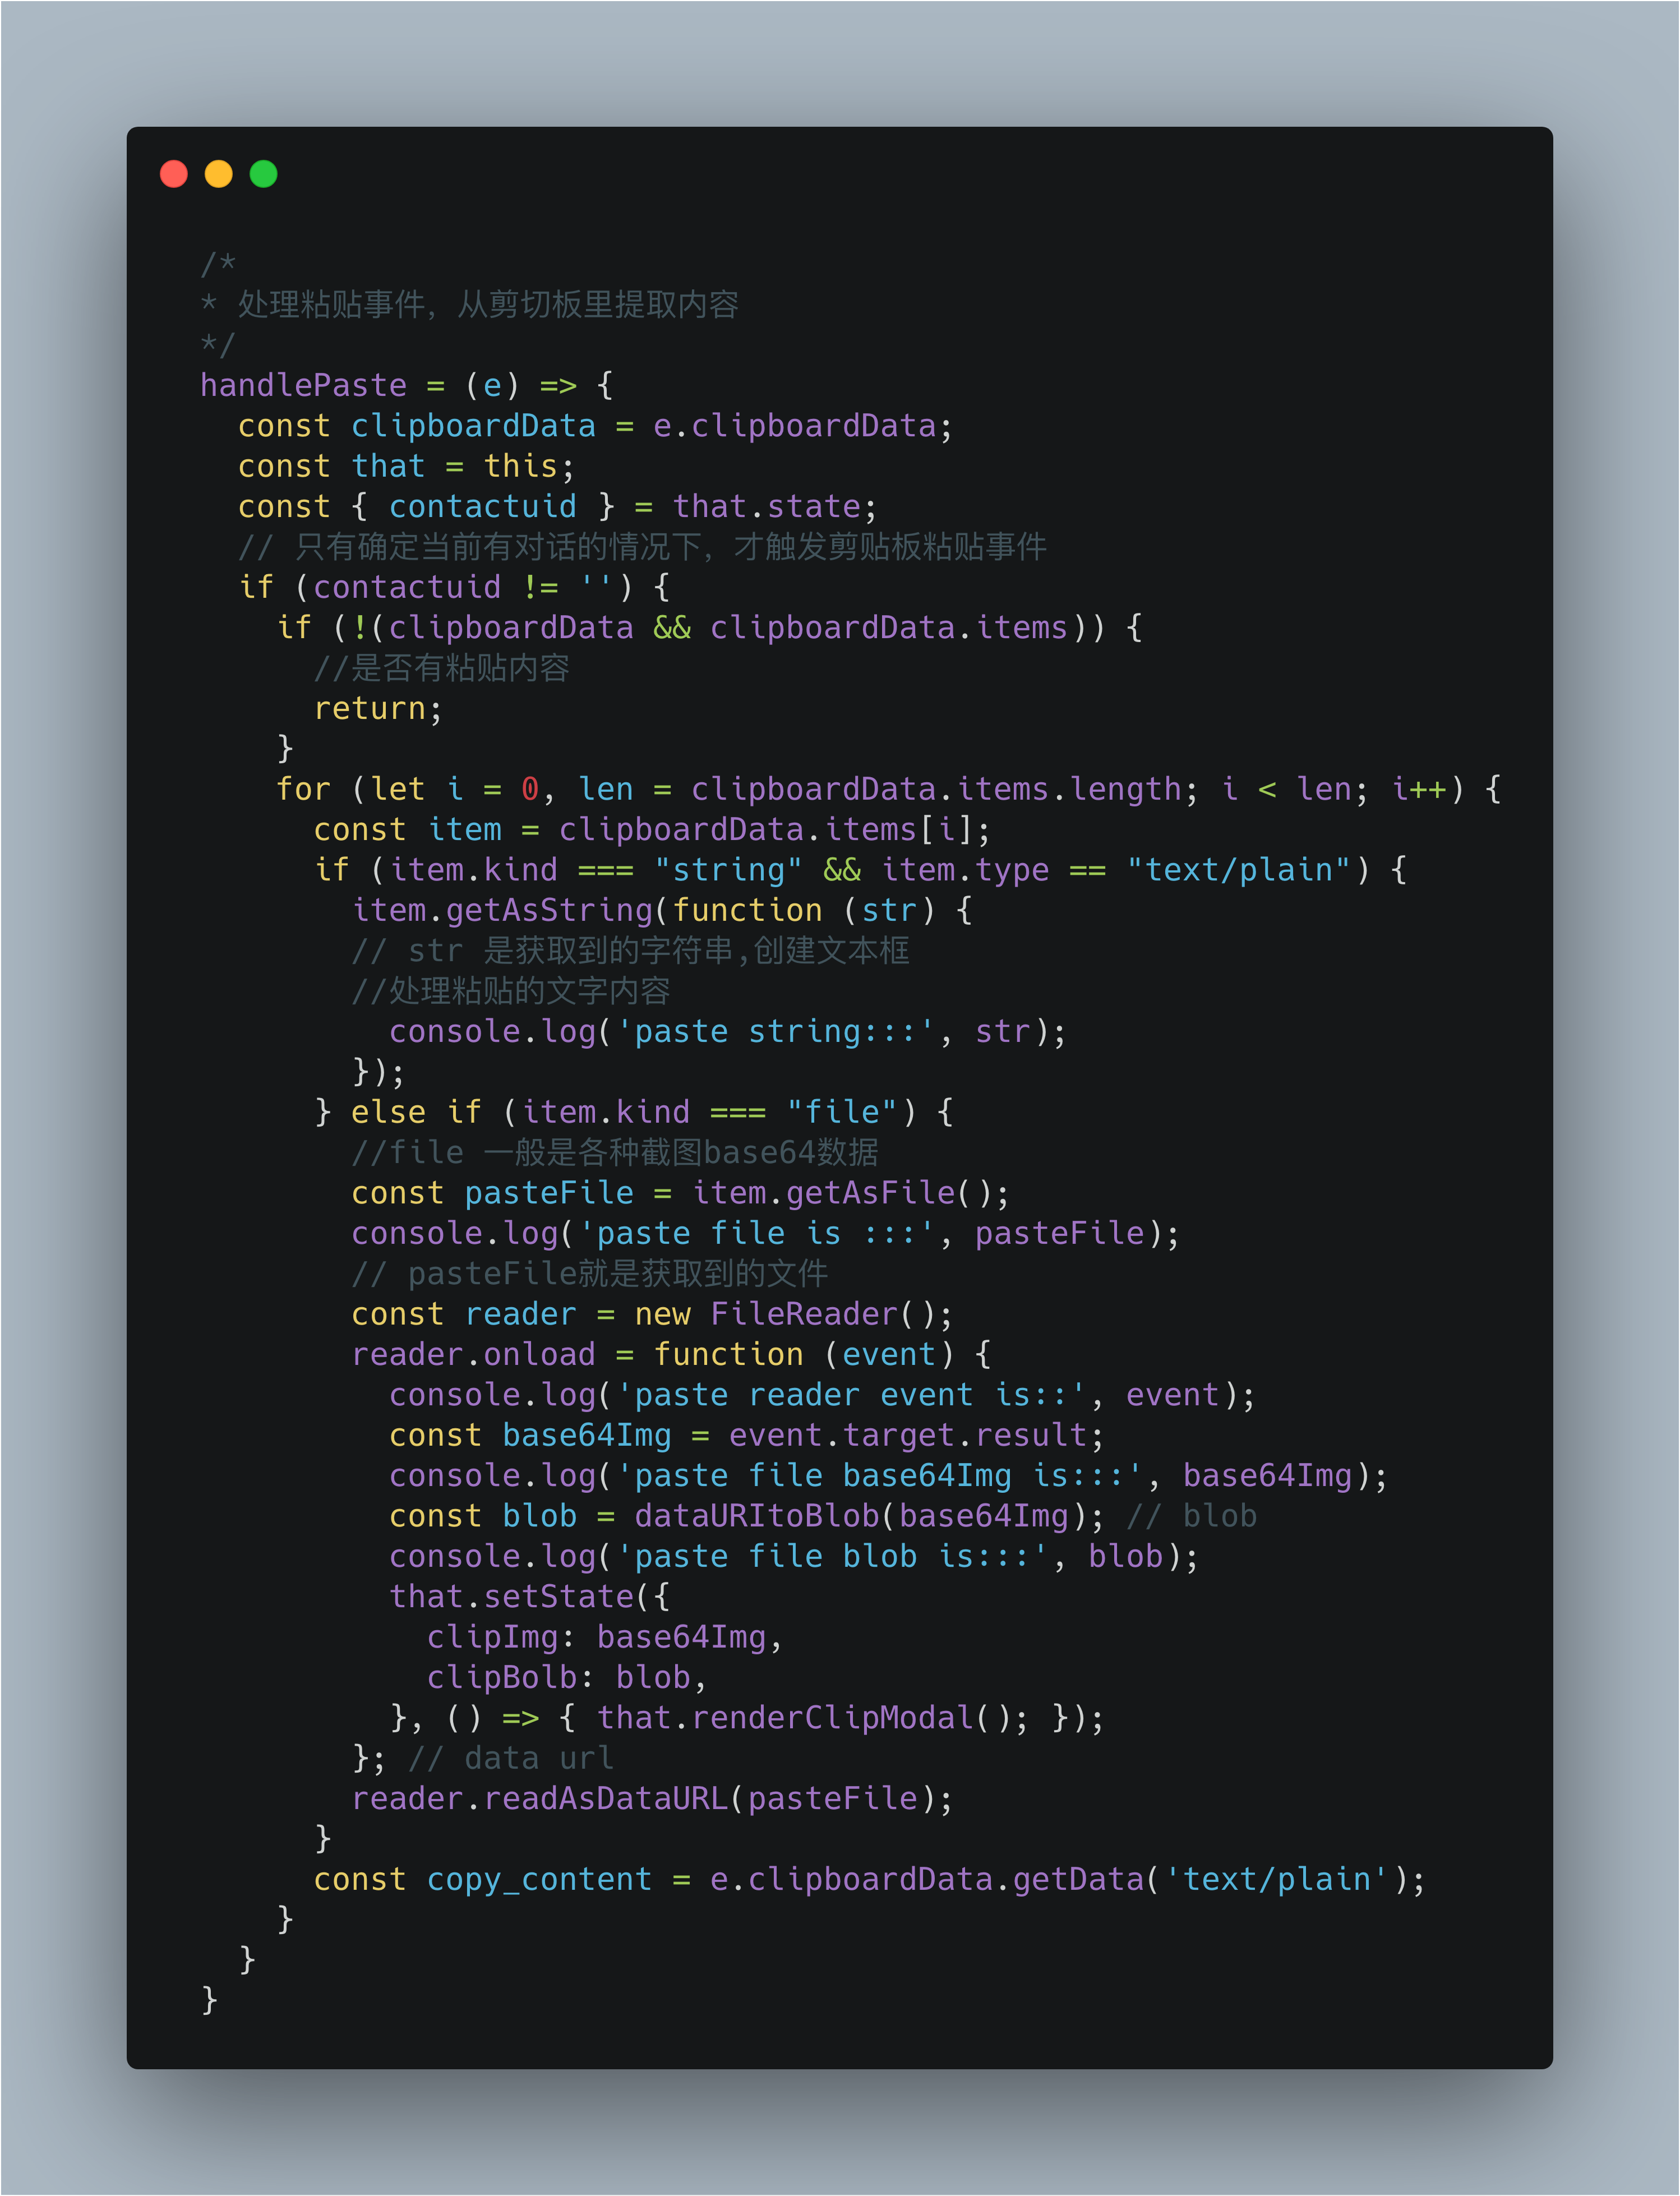 /*
* 处理粘贴事件, 从剪切板里提取内容
*/
handlePaste = (e) => {
  const clipboardData = e.clipboardData;
  const that = this;
  const { contactuid } = that.state;
  // 只有确定当前有对话的情况下, 才触发剪贴板粘贴事件
  if (contactuid != '') {
    if (!(clipboardData && clipboardData.items)) {
      //是否有粘贴内容
      return;
    }
    for (let i = 0, len = clipboardData.items.length; i < len; i++) {
      const item = clipboardData.items[i];
      if (item.kind === "string" && item.type == "text/plain") {
        item.getAsString(function (str) {
        // str 是获取到的字符串,创建文本框
        //处理粘贴的文字内容
          console.log('paste string:::', str);
        });
      } else if (item.kind === "file") {
        //file 一般是各种截图base64数据
        const pasteFile = item.getAsFile();
        console.log('paste file is :::', pasteFile);
        // pasteFile就是获取到的文件
        const reader = new FileReader();
        reader.onload = function (event) {
          console.log('paste reader event is::', event);
          const base64Img = event.target.result;
          console.log('paste file base64Img is:::', base64Img);
          const blob = dataURItoBlob(base64Img); // blob
          console.log('paste file blob is:::', blob);
          that.setState({
            clipImg: base64Img,
            clipBolb: blob,
          }, () => { that.renderClipModal(); });
        }; // data url
        reader.readAsDataURL(pasteFile);
      }
      const copy_content = e.clipboardData.getData('text/plain');
    }
  }
}